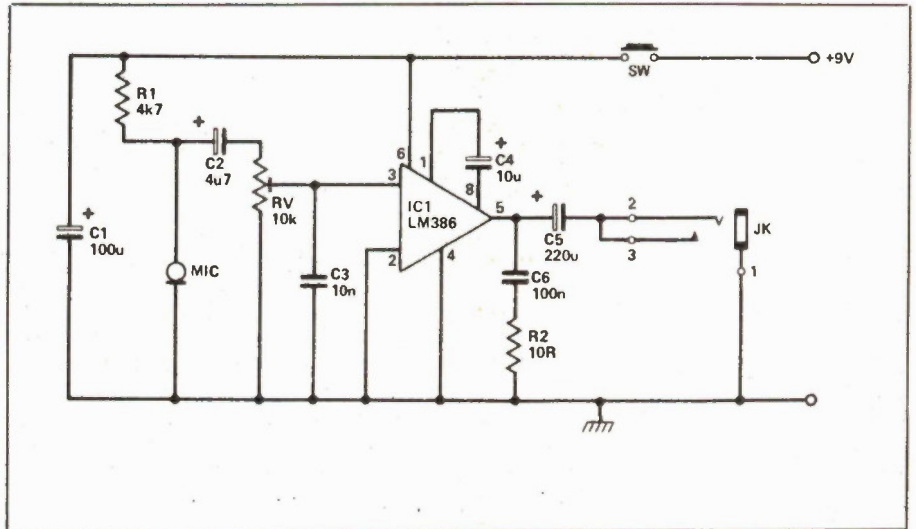 SW
+9V
R1
4k7
+
C2
4u7
RV
10k
+
C1
100u
MIC
C3
10n
6
1
3
2
IC1
LM386
4
8
5
+
C4
10u
+
C5
220u
C6
100n
R2
10R
2
3
JK
1